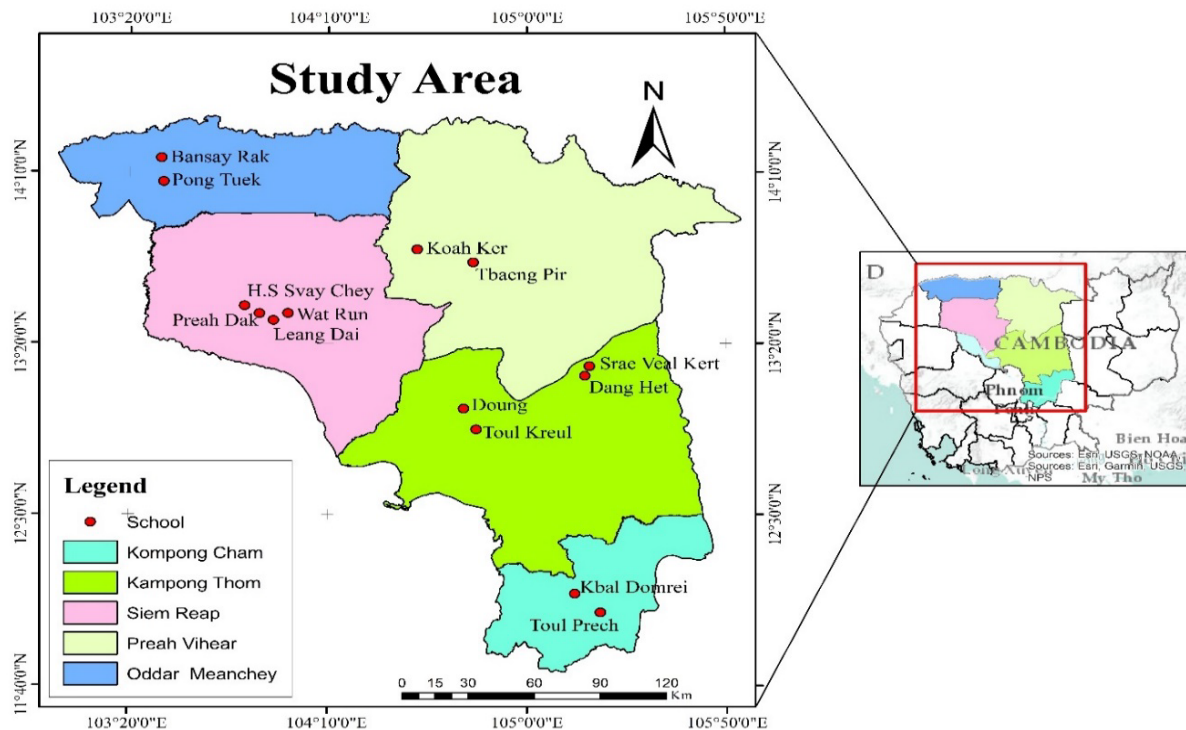 103°20'0"E 104°10'0"E 105°0'0"E 105°50'0"E
Study Area
N
14°10'0"N
14°10'0"N
Bansay Rak
Pong Tuek
Koah Ker
Tbaeng Pir
H.S Svay Chey
Preah Dak
Wat Run
Leang Dai
13°20'0"N
13°20'0"N
Srae Veal Kert
Dang Het
Doung
Toul Kreul
12°30'0"N
12°30'0"N
Kbal Domrei
Toul Prech
11°40'0"N
11°40'0"N
Legend
School
Kompong Cham
Kampong Thom
Siem Reap
Preah Vihear
Oddar Meanchey
0 15 30 60 90 120
Km
103°20'0"E 104°10'0"E 105°0'0"E 105°50'0"E
D
CAMBODIA
Phnom
Bien Hoa
Sources: Esri, USGS, NOAA
Sources: Esri, Garmin, USGS
NPS
My Tho